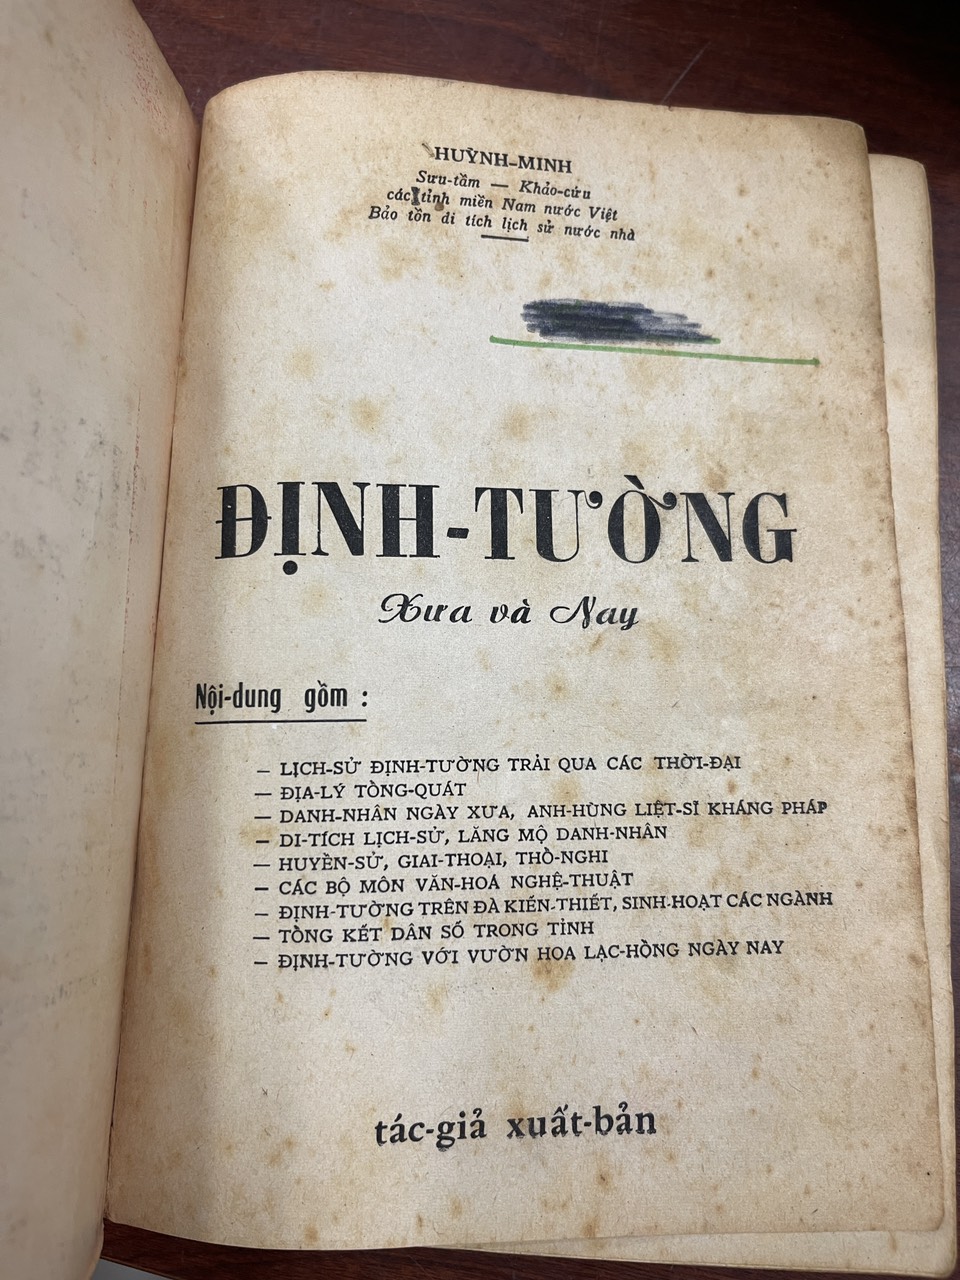 HUỲNH-MINH
Sưu-tầm — Khảo-cứu
các tỉnh miền Nam nước Việt
Bảo tồn di tích lịch sử nước nhà
ĐỊNH-TƯỜNG
Xưa và Nay
Nội-dung gồm :
— LỊCH-SỬ ĐỊNH-TƯỜNG TRẢI QUA CÁC THỜI-ĐẠI
— ĐỊA-LÝ TỔNG-QUÁT
— DANH-NHÂN NGÀY XƯA, ANH-HÙNG LIỆT-SĨ KHÁNG PHÁP
— DI-TÍCH LỊCH-SỬ, LĂNG MỘ DANH-NHÂN
— HUYỀN-SỬ, GIAI-THOẠI, THỔ-NGHI
— CÁC BỘ MÔN VĂN-HOÁ NGHỆ-THUẬT
— ĐỊNH-TƯỜNG TRÊN ĐÀ KIẾN-THIẾT, SINH-HOẠT CÁC NGÀNH
— TỔNG KẾT DÂN SỐ TRONG TỈNH
— ĐỊNH-TƯỜNG VỚI VƯỜN HOA LẠC-HỒNG NGÀY NAY
tác-giả xuất-bản